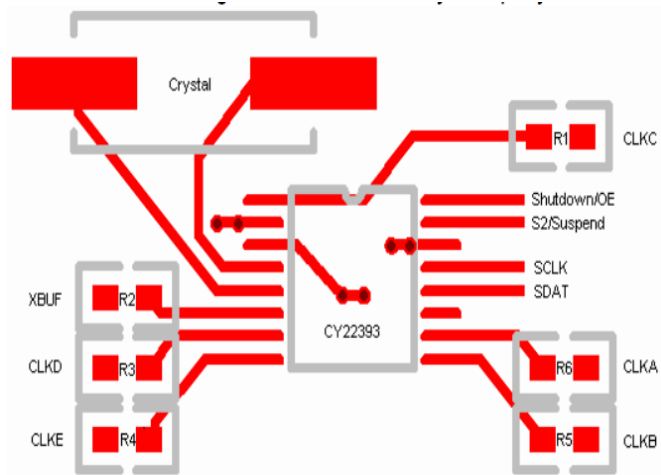 Crystal
R1 CLKC
Shutdown/OE
S2/Suspend
SCLK
SDAT
XBUF R2
CY22393
CLKD R3
R6 CLKA
CLKE R4
R5 CLKB